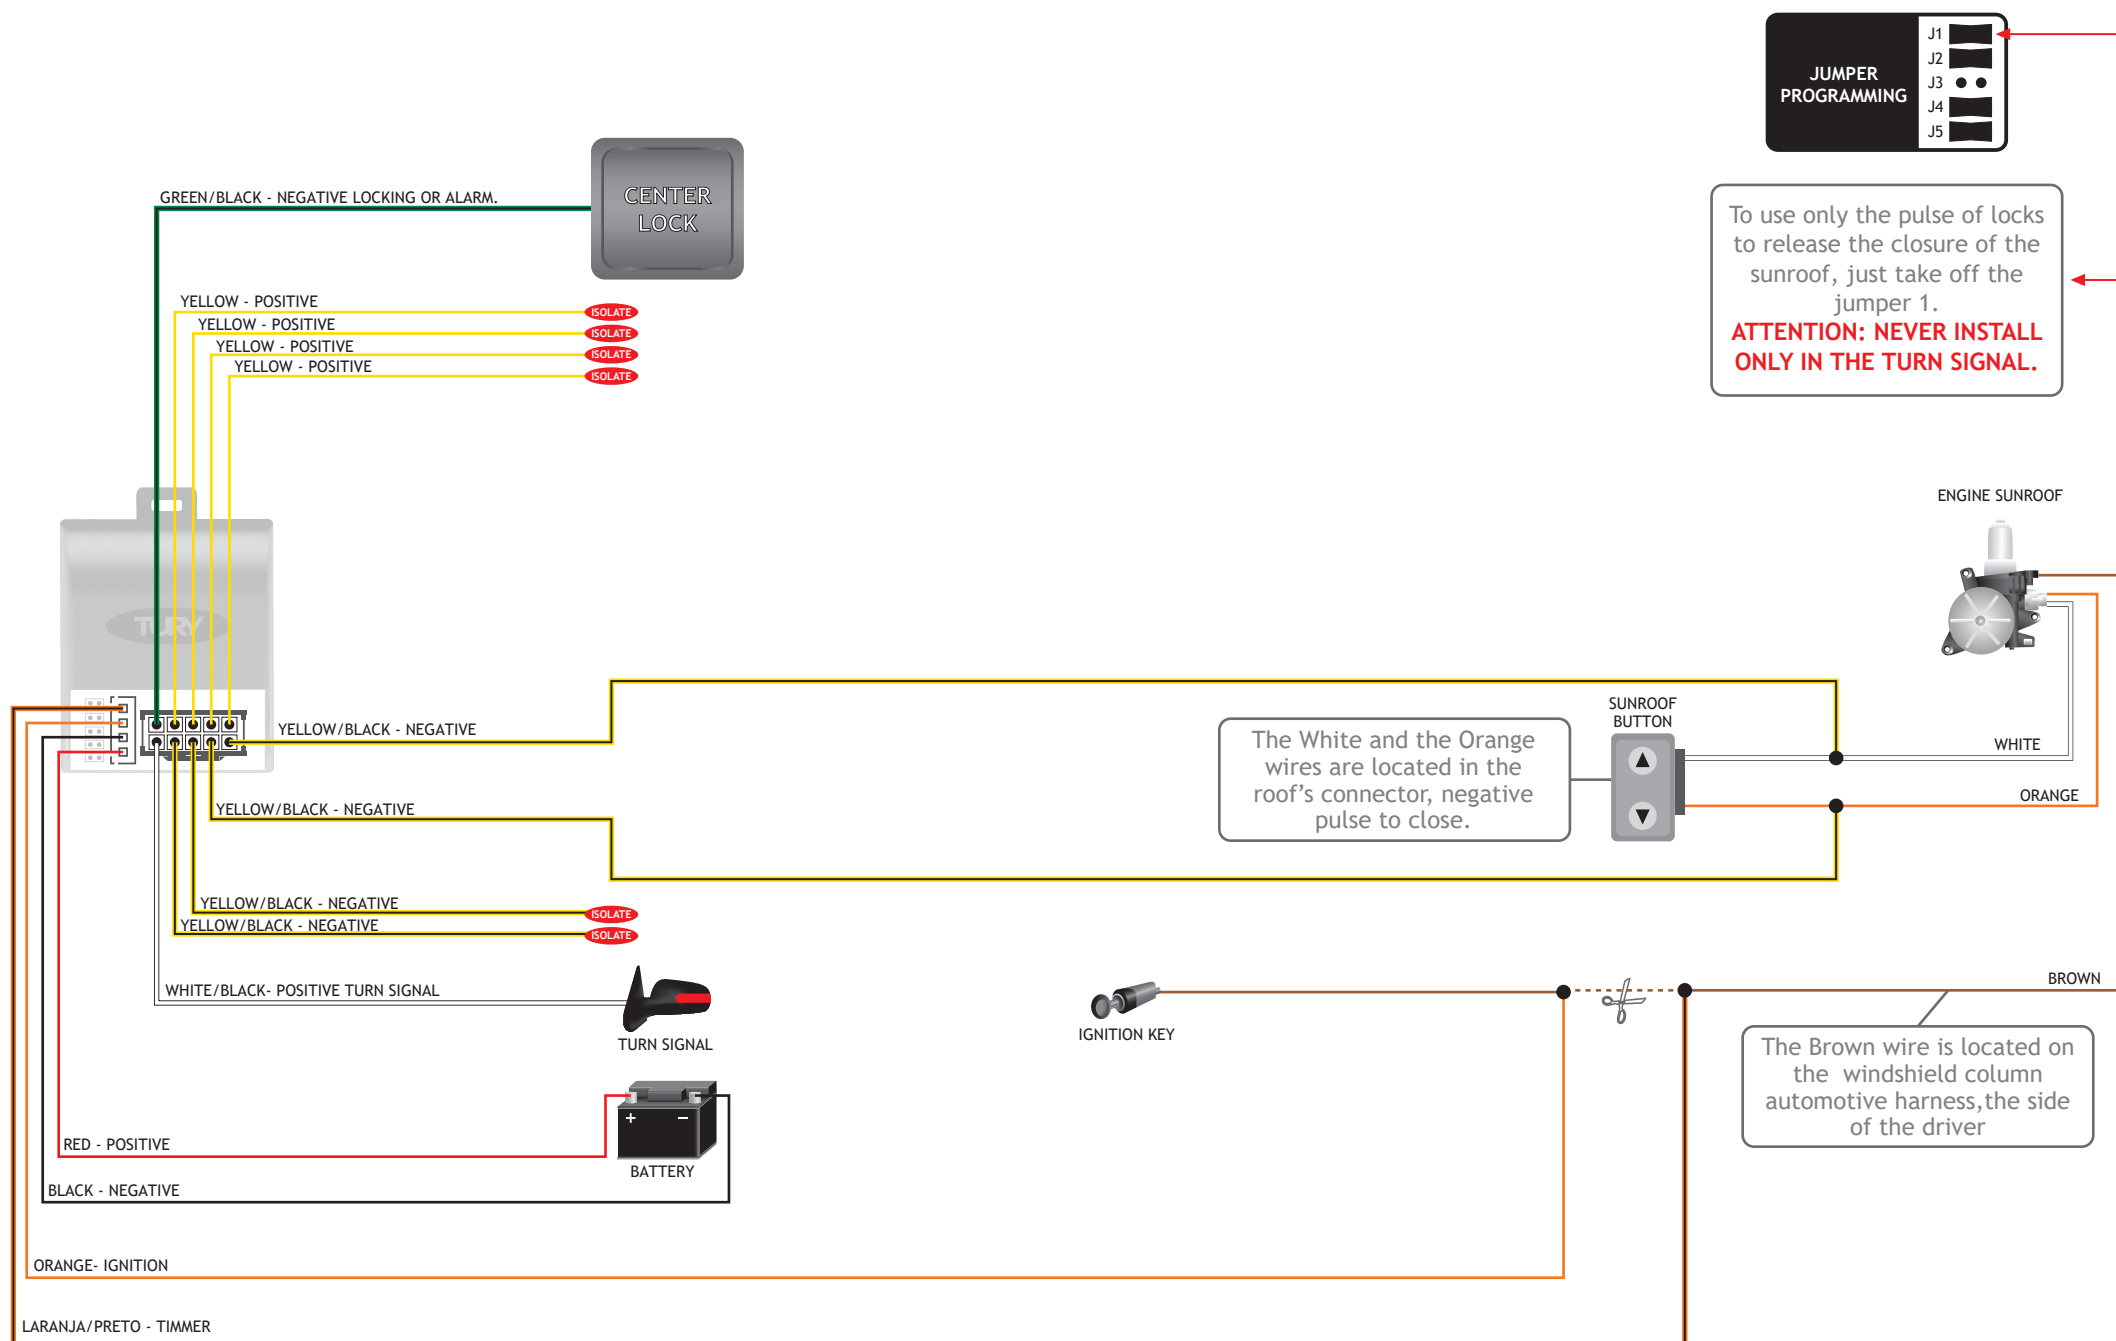 J1
J2
JUMPER
PROGRAMMING
J3
J4
J5
GREEN/BLACK - NEGATIVE LOCKING OR ALARM.
CENTER
LOCK
To use only the pulse of locks
to release the closure of the
sunroof, just take off the
jumper 1.
ATTENTION: NEVER INSTALL
ONLY IN THE TURN SIGNAL.
YELLOW - POSITIVE
ISOLATE
YELLOW - POSITIVE
ISOLATE
YELLOW - POSITIVE
ISOLATE
YELLOW - POSITIVE
ISOLATE
ENGINE SUNROOF
TURY
YELLOW/BLACK - NEGATIVE
SUNROOF
BUTTON
The White and the Orange
wires are located in the
roof's connector, negative
pulse to close.
WHITE
ORANGE
YELLOW/BLACK - NEGATIVE
YELLOW/BLACK - NEGATIVE
ISOLATE
YELLOW/BLACK - NEGATIVE
ISOLATE
WHITE/BLACK- POSITIVE TURN SIGNAL
TURN SIGNAL
IGNITION KEY
BROWN
The Brown wire is located on
the  windshield column
automotive harness,the side
of the driver
+ −
BATTERY
RED - POSITIVE
BLACK - NEGATIVE
ORANGE- IGNITION
LARANJA/PRETO - TIMMER